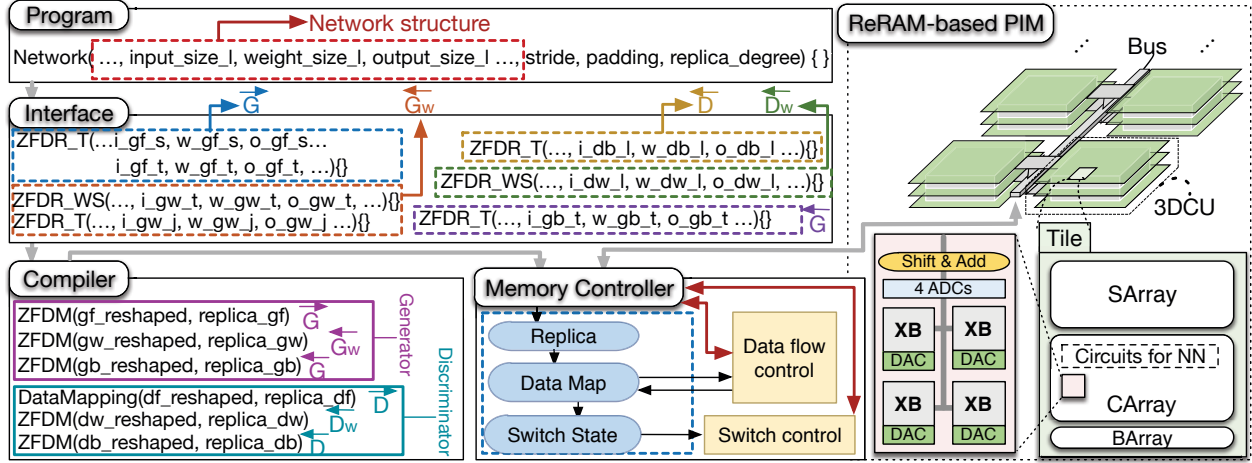 Program
Network structure
Network( …, input_size_l, weight_size_l, output_size_l …, stride, padding, replica_degree) { }
Interface
G
Gw
D
Dw
ZFDR_T(…i_gf_s, w_gf_s, o_gf_s…
i_gf_t, w_gf_t, o_gf_t, …){}
ZFDR_WS(…, i_gw_t, w_gw_t, o_gw_t, …){}
ZFDR_T(…, i_gw_j, w_gw_j, o_gw_j …){}
ZFDR_T(…, i_db_l, w_db_l, o_db_l …){}
ZFDR_WS(…, i_dw_l, w_dw_l, o_dw_l, …){}
ZFDR_T(…, i_gb_t, w_gb_t, o_gb_t …){}
G
Compiler
ZFDM(gf_reshaped, replica_gf)
G
ZFDM(gw_reshaped, replica_gw)
Gw
ZFDM(gb_reshaped, replica_gb)
G
Generator
DataMapping(df_reshaped, replica_df)
D
ZFDM(dw_reshaped, replica_dw)
Dw
ZFDM(db_reshaped, replica_db)
D
Discriminator
Memory Controller
Replica
Data Map
Switch State
Data flow
control
Switch control
ReRAM-based PIM
Bus
3DCU
Shift & Add
4 ADCs
XB
DAC
XB
DAC
XB
DAC
XB
DAC
Tile
SArray
Circuits for NN
CArray
BArray